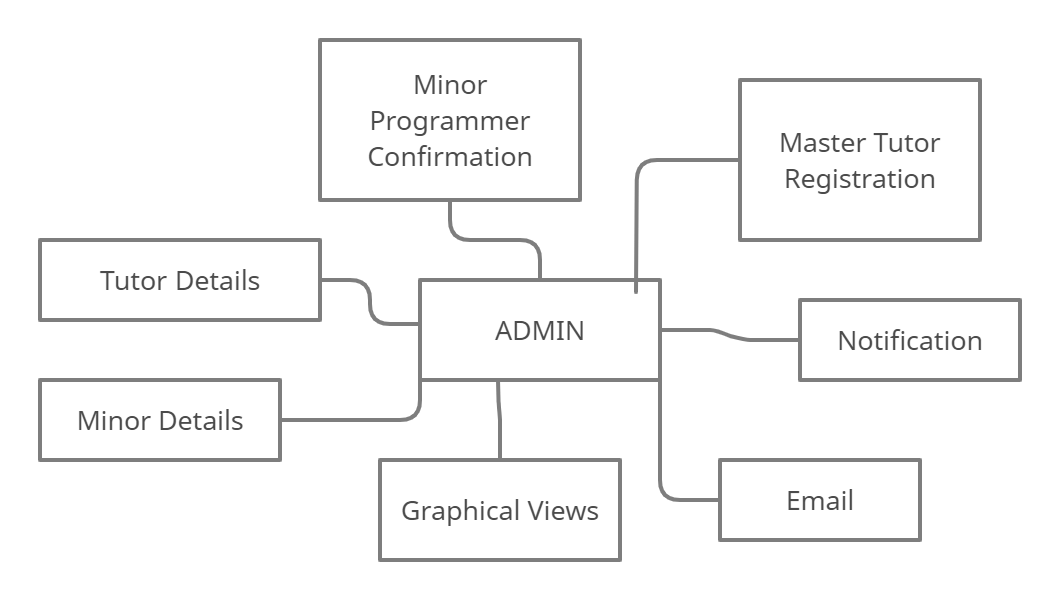 Minor
Programmer
Confirmation
Master Tutor
Registration
Tutor Details
ADMIN
Notification
Minor Details
Graphical Views
Email